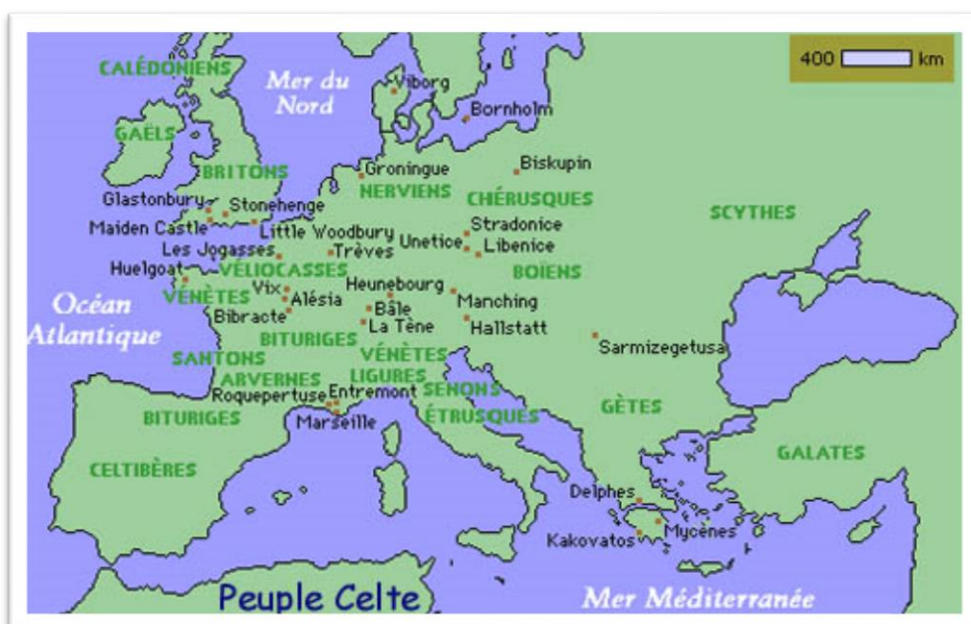 400 km
CALÉDONIENS
Mer du
Nord
Viborg
Bornholm
GAËLS
BRITONS
Groningue
NERVIENS
Biskupin
CHÉRUSQUES
SCYTHES
Glastonbury
Stonehenge
Maiden Castle
Little Woodbury
Stradonice
Unetice
Libenice
Les Jogasses
Trèves
VÉLIOCASSES
BOÏENS
Huelgoat
VÉNÈTES
Vix
Alésia
Bibracte
Heunebourg
Bâle
La Tène
Manching
Hallstatt
Océan
Atlantique
BITURIGES
VÉNÈTES
Sarmizegetusa
SANTONS
ARVERNES
LIGURES
SENONS
Roquepertuse
Entremont
Marseille
ÉTRUSQUES
GÈTES
BITURIGES
CELTIBÈRES
GALATES
Delphes
Mycènes
Kakovatos
Peuple Celte
Mer Méditerranée